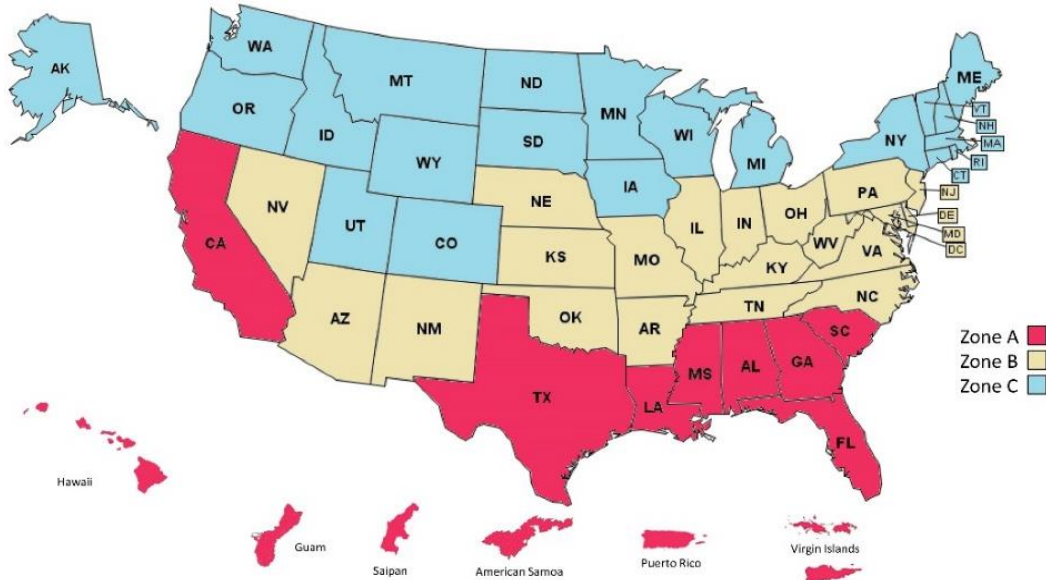 AK
WA
MT
ND
MN
ME
OR
ID
WY
SD
WI
MI
NY
VT
NH
MA
RI
CT
IA
NE
PA
NJ
NV
UT
CO
IL
IN
OH
DE
MD
DC
CA
KS
MO
WV
VA
KY
AZ
NM
OK
AR
TN
NC
SC
TX
LA
MS
AL
GA
FL
Zone A
Zone B
Zone C
Hawaii
Guam
Saipan
American Samoa
Puerto Rico
Virgin Islands